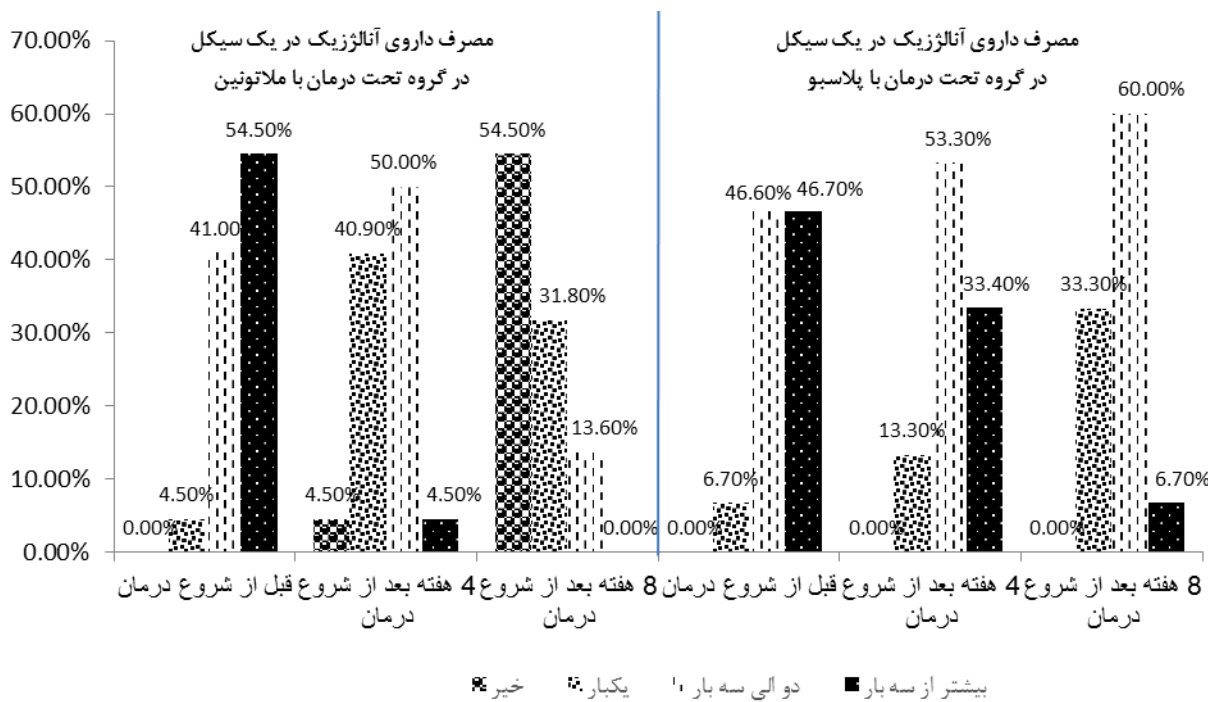 مصرف داروی آنالژزیک در یک سیکل
در گروه تحت درمان با ملاتونین
مصرف داروی آنالژزیک در یک سیکل
در گروه تحت درمان با پلاسبو
70.00%
60.00%
50.00%
40.00%
30.00%
20.00%
10.00%
0.00%
0.00%
4.50%
41.00
54.50%
4.50%
40.90%
50.00%
4.50%
54.50%
31.80%
13.60%
0.00%
0.00%
6.70%
46.60%
46.70%
0.00%
13.30%
53.30%
33.40%
0.00%
33.30%
60.00%
6.70%
قبل از شروع درمان
4 هفته بعد از شروع
درمان
8 هفته بعد از شروع
درمان
قبل از شروع درمان
4 هفته بعد از شروع
درمان
8 هفته بعد از شروع
درمان
خیر
یکبار
دو الی سه بار
بیشتر از سه بار